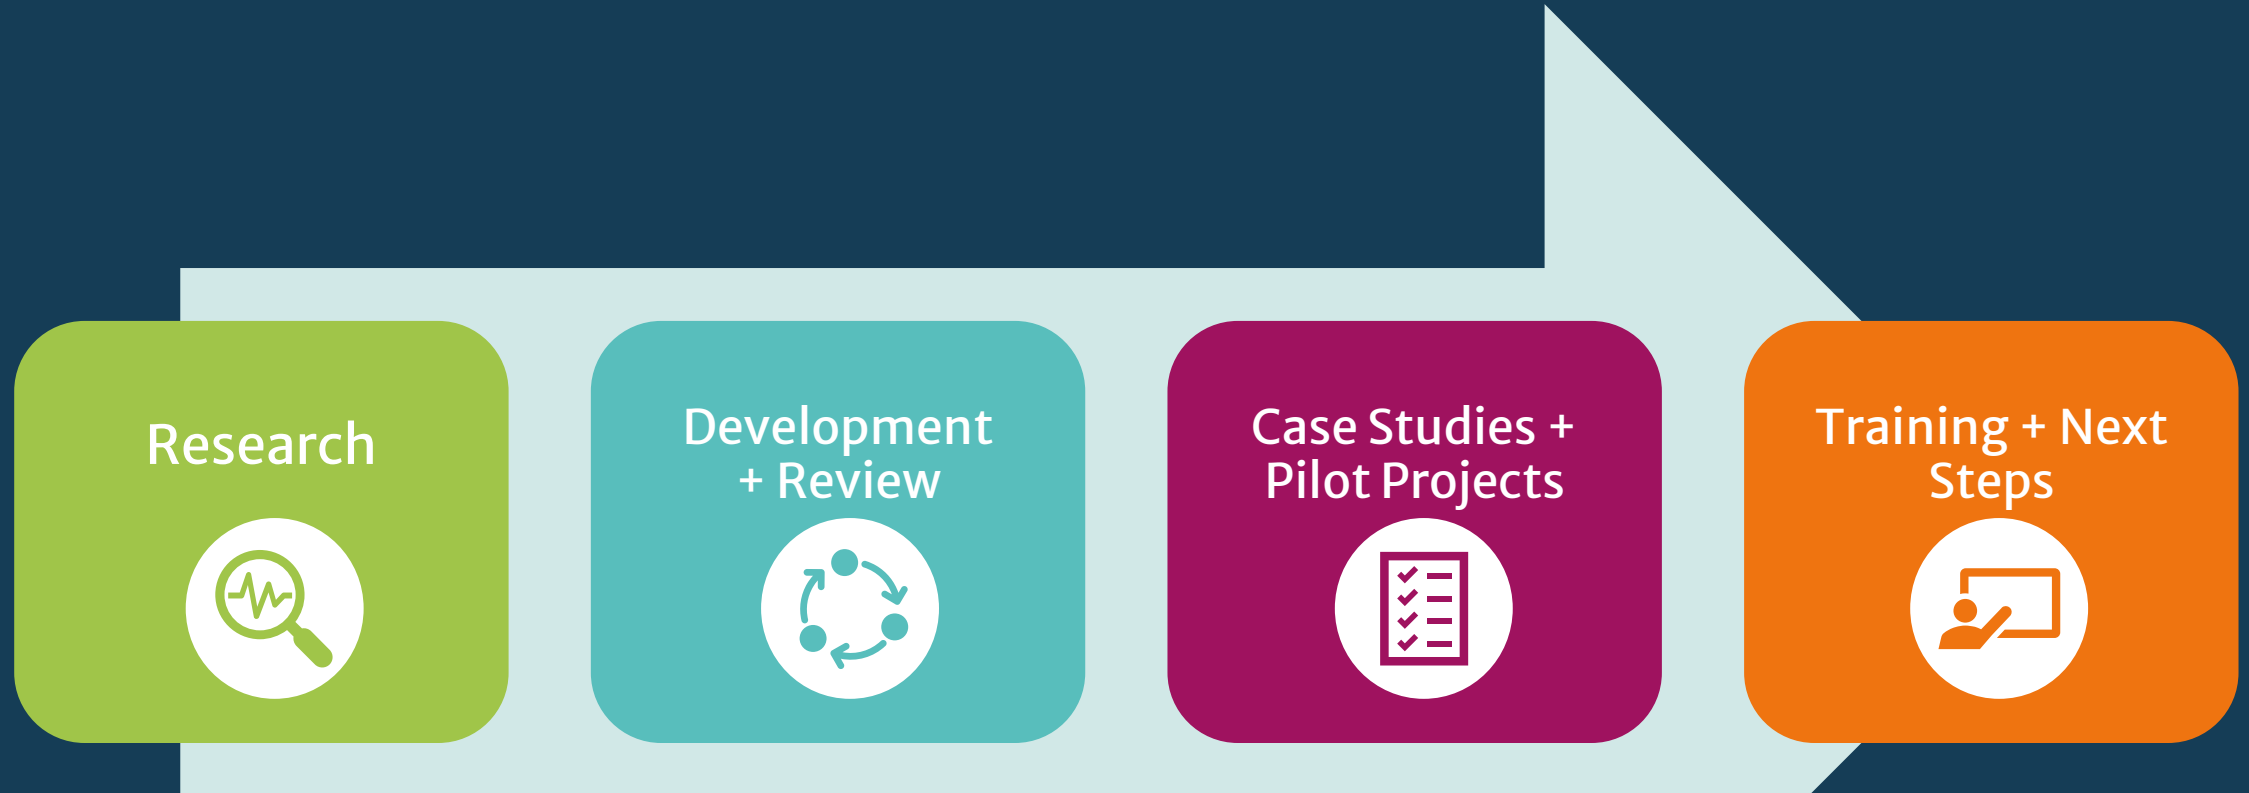 Research
Development
+ Review
Case Studies +
Pilot Projects
Training + Next
Steps